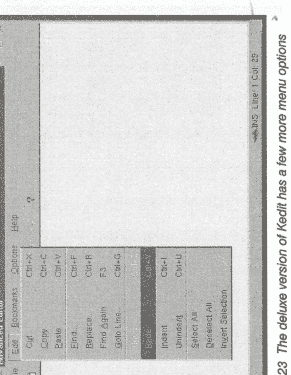 Edit Bookmarks Options Help
Cut Ctrl+X
Copy Ctrl+C
Paste Ctrl+V
Find... Ctrl+F
Replace... Ctrl+R
Find Again F3
Goto Line... Ctrl+G
Indent Ctrl+I
Unindent Ctrl+U
Select All
Deselect All
Insert Selection
INS Line: 1 Col: 29
23 The deluxe version of Kedit has a few more menu options